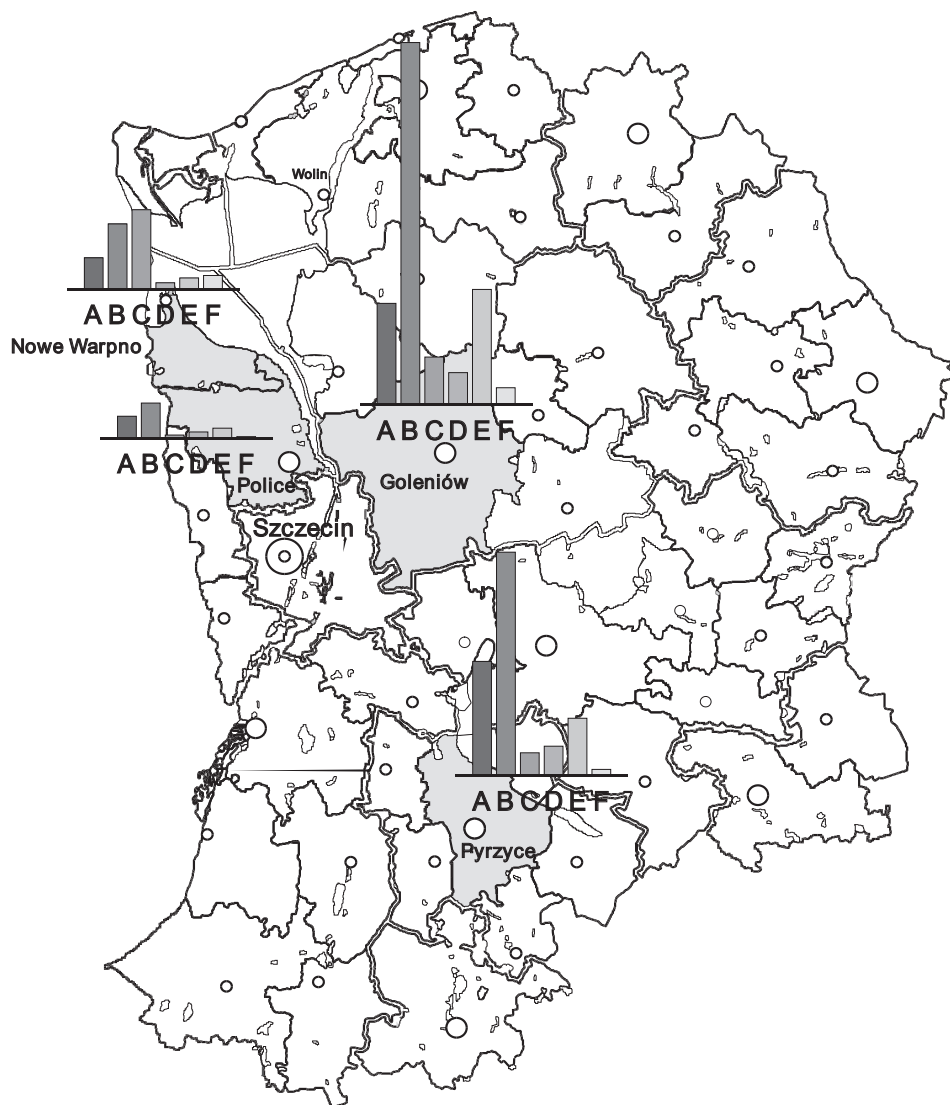 Wolin
A B C D E F
Nowe Warpno
A B C D E F
Goleniów
A B C D E F
Police
Szczecin
A B C D E F
Pyrzyce